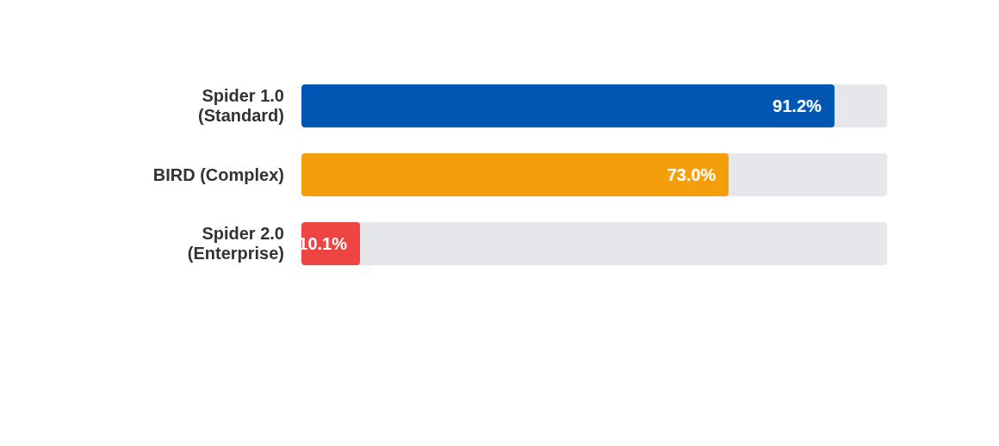 Spider 1.0
(Standard)
91.2%
BIRD (Complex)
73.0%
Spider 2.0
(Enterprise)
10.1%